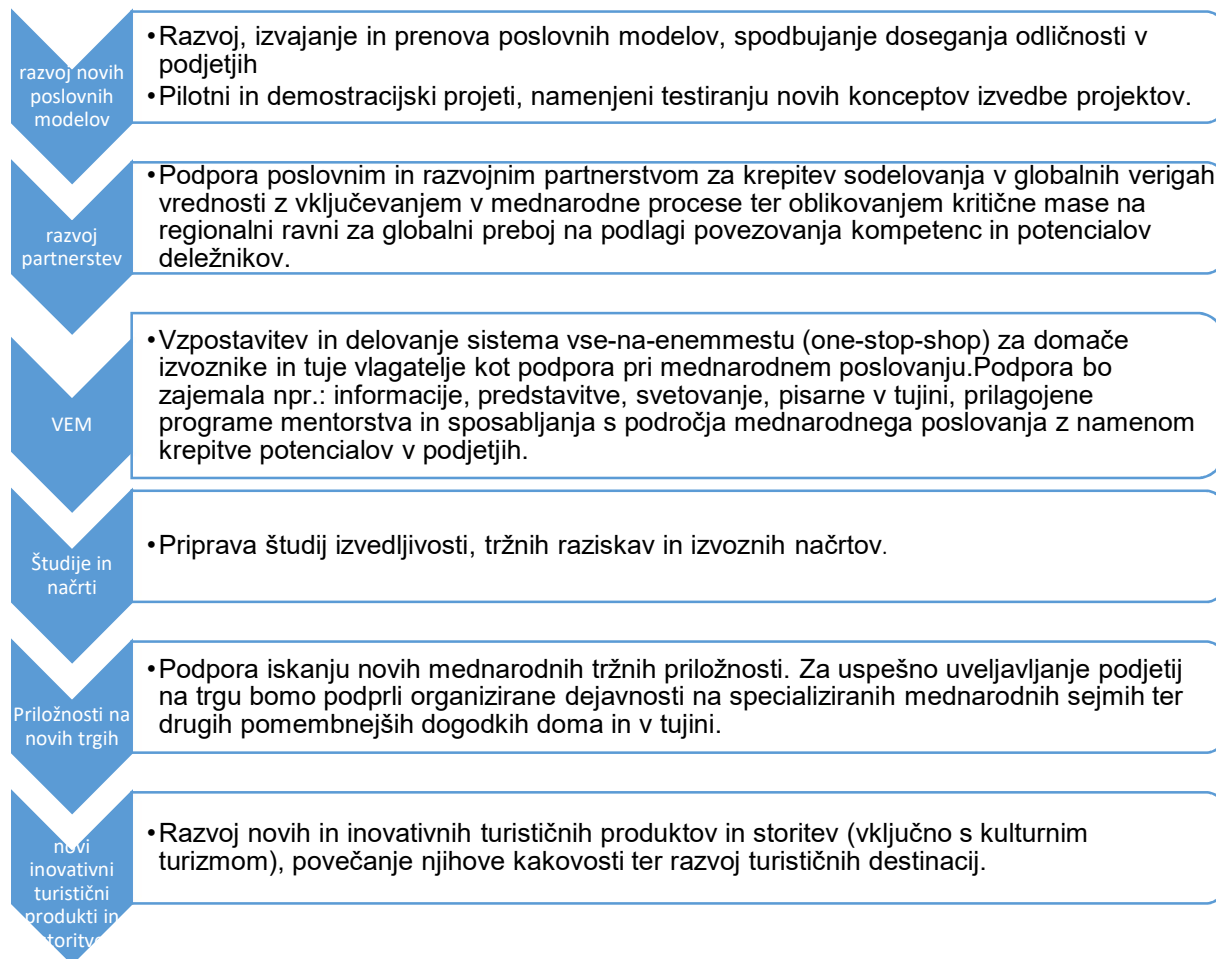 razvoj novih
poslovnih
modelov
•Razvoj, izvajanje in prenova poslovnih modelov, spodbujanje doseganja odličnosti v
podjetjih
•Pilotni in demostracijski projeti, namenjeni testiranju novih konceptov izvedbe projektov.
razvoj
partnerstev
•Podpora poslovnim in razvojnim partnerstvom za krepitev sodelovanja v globalnih verigah
vrednosti z vključevanjem v mednarodne procese ter oblikovanjem kritične mase na
regionalni ravni za globalni preboj na podlagi povezovanja kompetenc in potencialov
deležnikov.
VEM
•Vzpostavitev in delovanje sistema vse-na-enemmestu (one-stop-shop) za domače
izvoznike in tuje vlagatelje kot podpora pri mednarodnem poslovanju.Podpora bo
zajemala npr.: informacije, predstavitve, svetovanje, pisarne v tujini, prilagojene
programe mentorstva in sposabljanja s področja mednarodnega poslovanja z namenom
krepitve potencialov v podjetjih.
Študije in
načrti
•Priprava študij izvedljivosti, tržnih raziskav in izvoznih načrtov.
Priložnosti na
novih trgih
•Podpora iskanju novih mednarodnih tržnih priložnosti. Za uspešno uveljavljanje podjetij
na trgu bomo podprli organizirane dejavnosti na specializiranih mednarodnih sejmih ter
drugih pomembnejših dogodkih doma in v tujini.
novi
inovativni
turistični
produkti in
storitve
•Razvoj novih in inovativnih turističnih produktov in storitev (vključno s kulturnim
turizmom), povečanje njihove kakovosti ter razvoj turističnih destinacij.